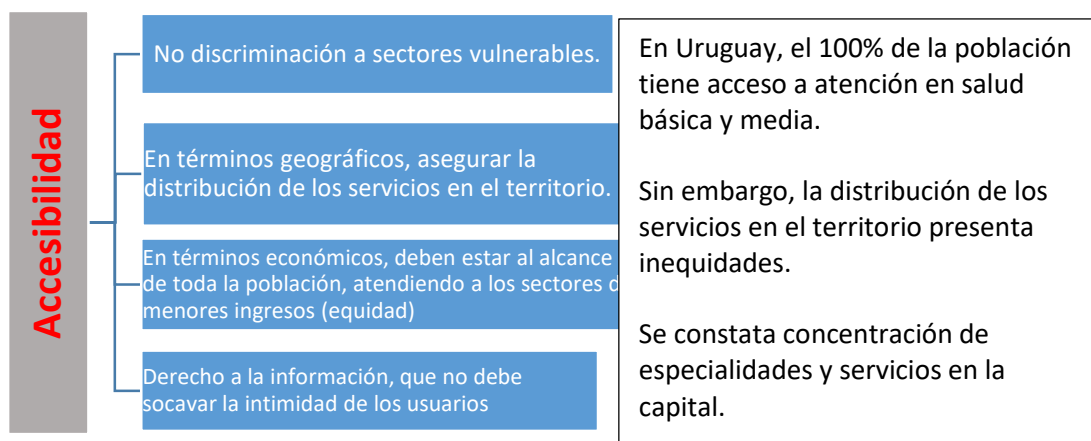 Accesibilidad
No discriminación a sectores vulnerables.
En términos geográficos, asegurar la
distribución de los servicios en el territorio.
En términos económicos, deben estar al alcance
de toda la población, atendiendo a los sectores d
menores ingresos (equidad)
Derecho a la información, que no debe
socavar la intimidad de los usuarios
En Uruguay, el 100% de la población
tiene acceso a atención en salud
básica y media.
Sin embargo, la distribución de los
servicios en el territorio presenta
inequidades.
Se constata concentración de
especialidades y servicios en la
capital.